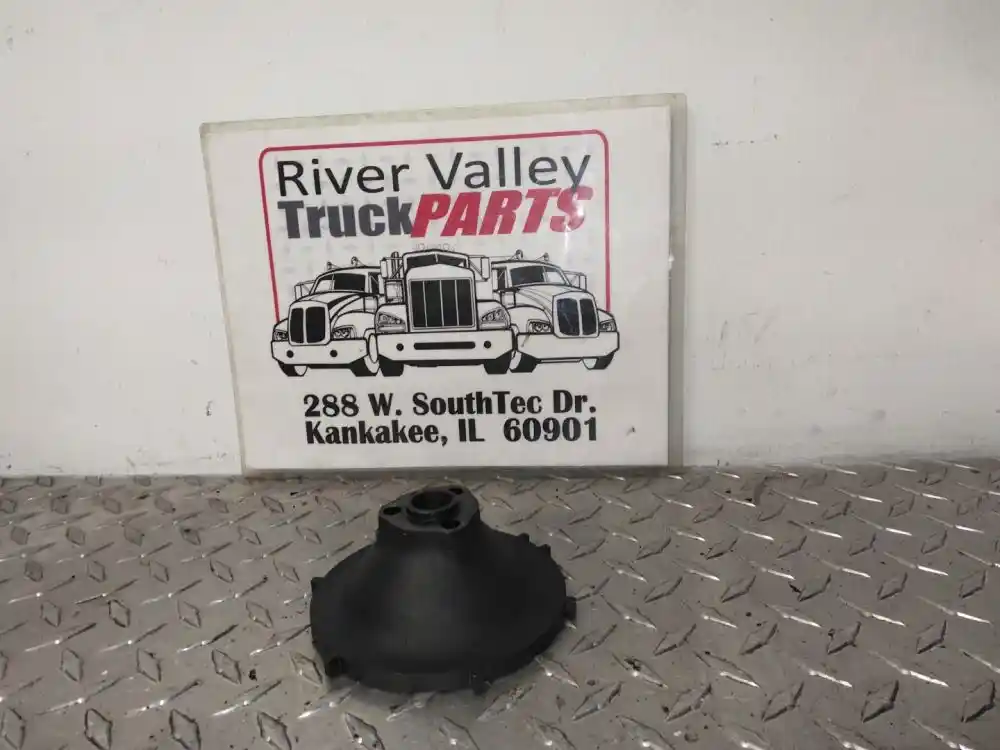 River Valley
TruckPARTS
288 W. SouthTec Dr.
Kankakee, IL 60901